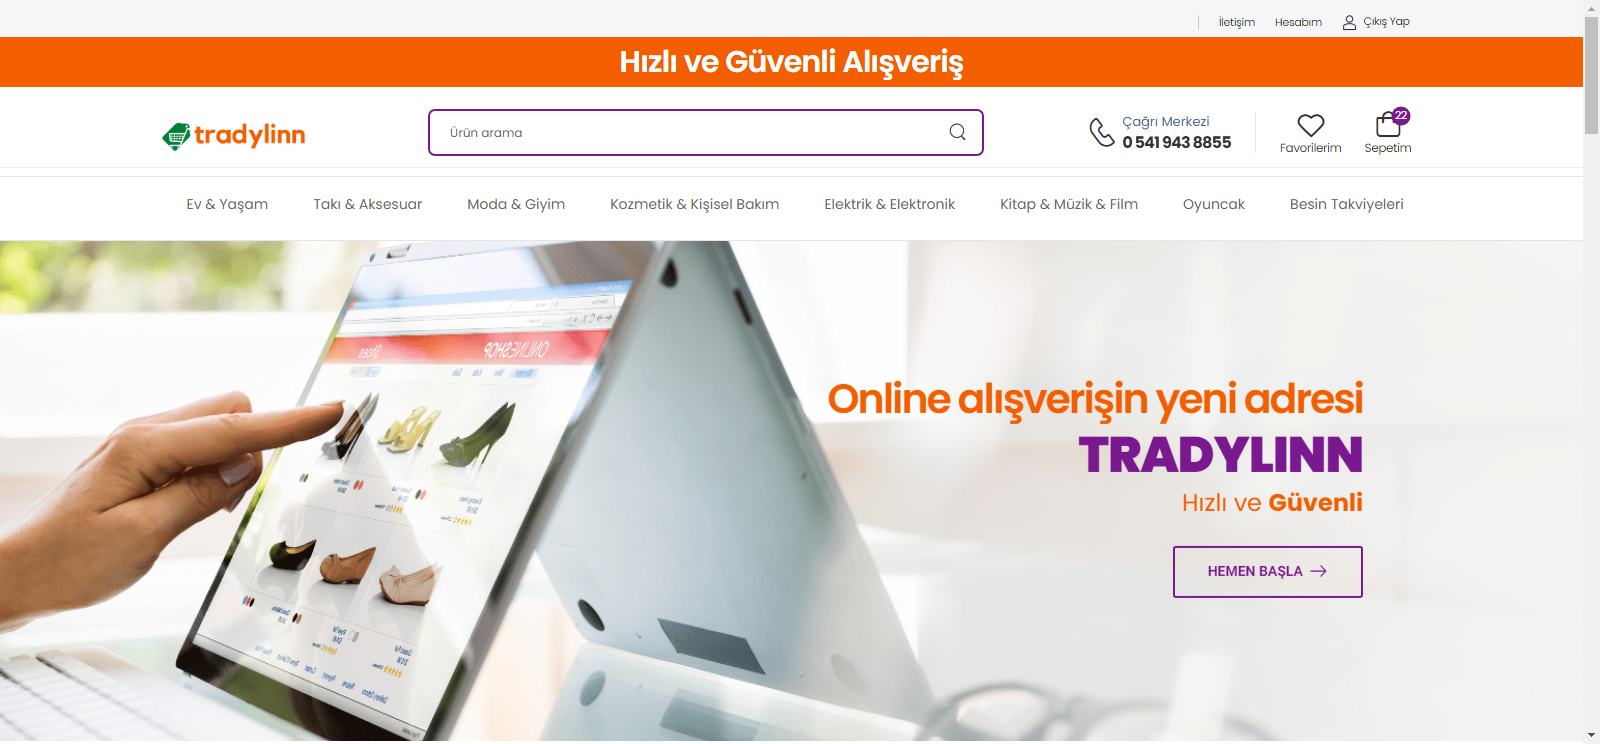 İletişim
Hesabım
Çıkış Yap
Hızlı ve Güvenli Alışveriş
tradylinn
Ürün arama
Çağrı Merkezi
0 541 943 8855
Favorilerim
22
Sepetim
Ev & Yaşam
Takı & Aksesuar
Moda & Giyim
Kozmetik & Kişisel Bakım
Elektrik & Elektronik
Kitap & Müzik & Film
Oyuncak
Besin Takviyeleri
Shoes
ONLINESHOP
Online alışverişin yeni adresi
TRADYLINN
Hızlı ve Güvenli
HEMEN BAŞLA